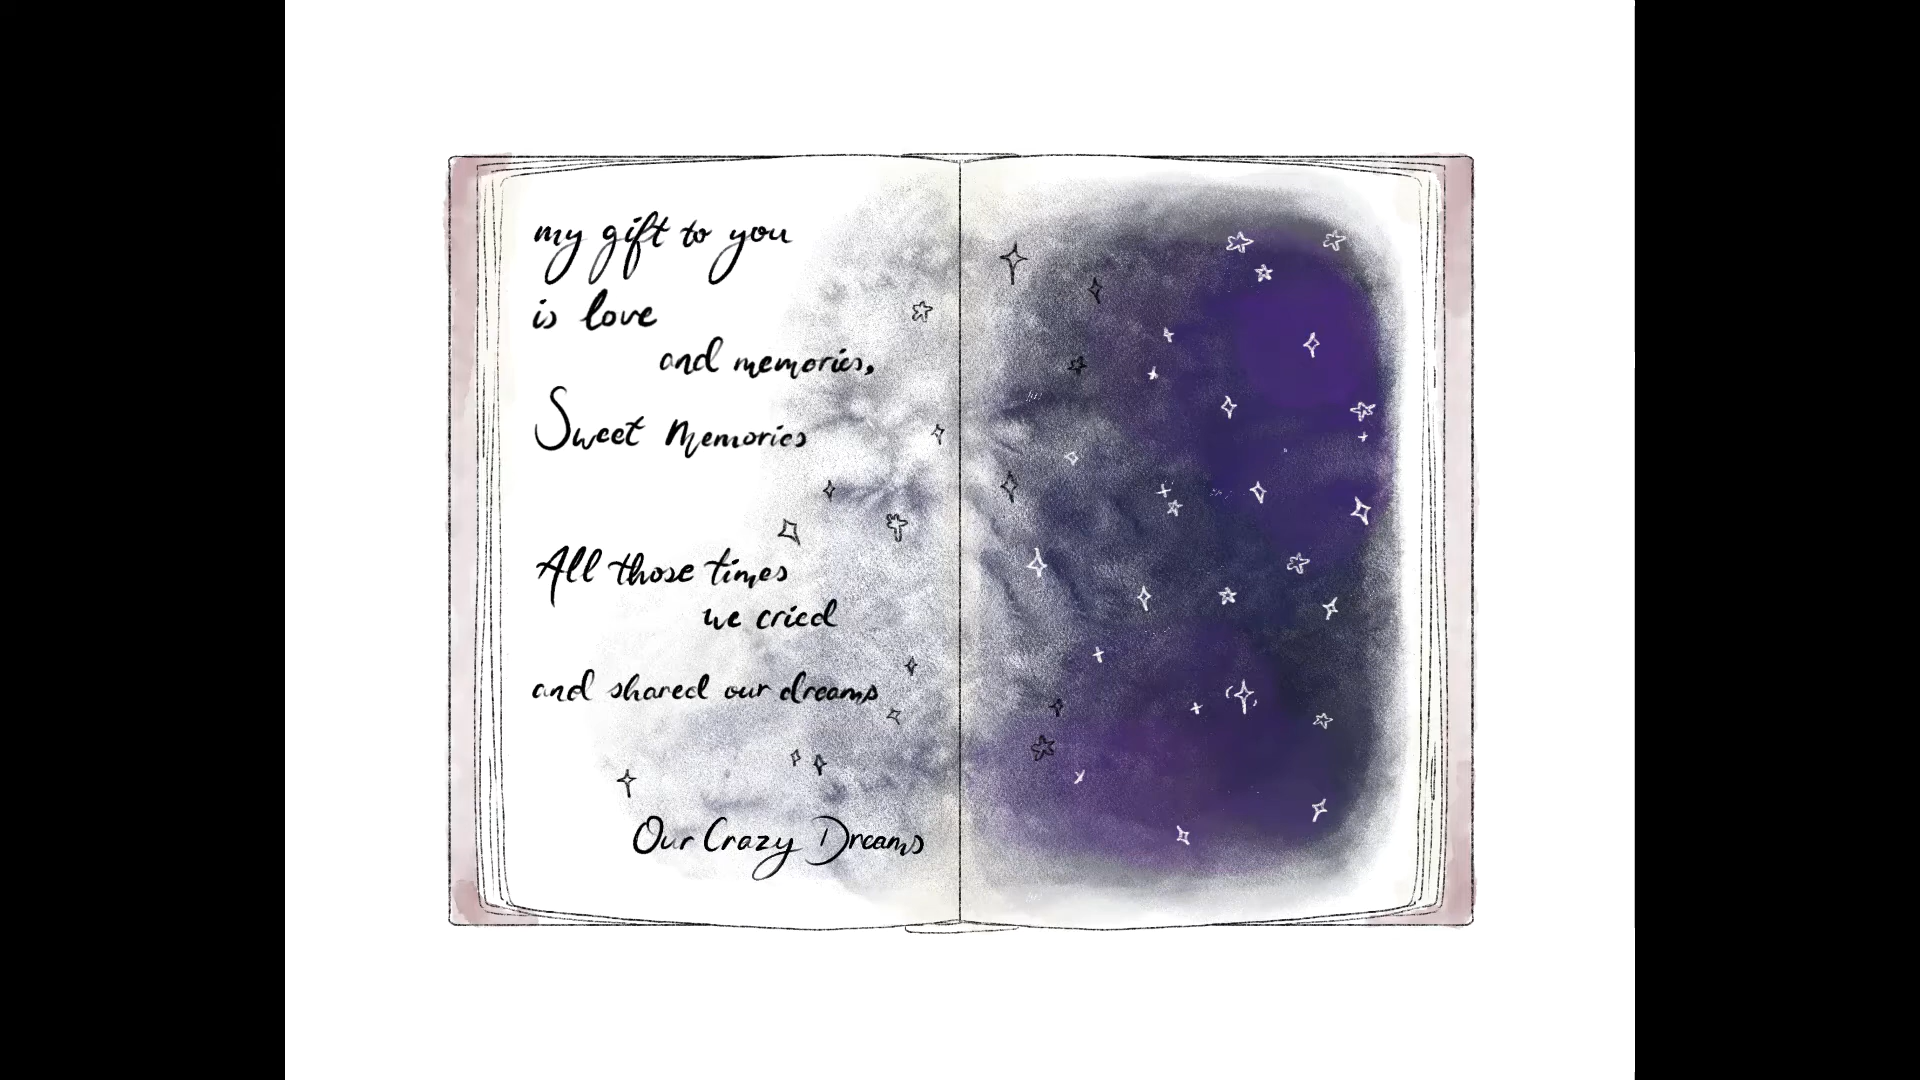 my gift to you
is love
and memories,
Sweet Memories
All those times
we cried
and shared our dreams
Our Crazy Dreams